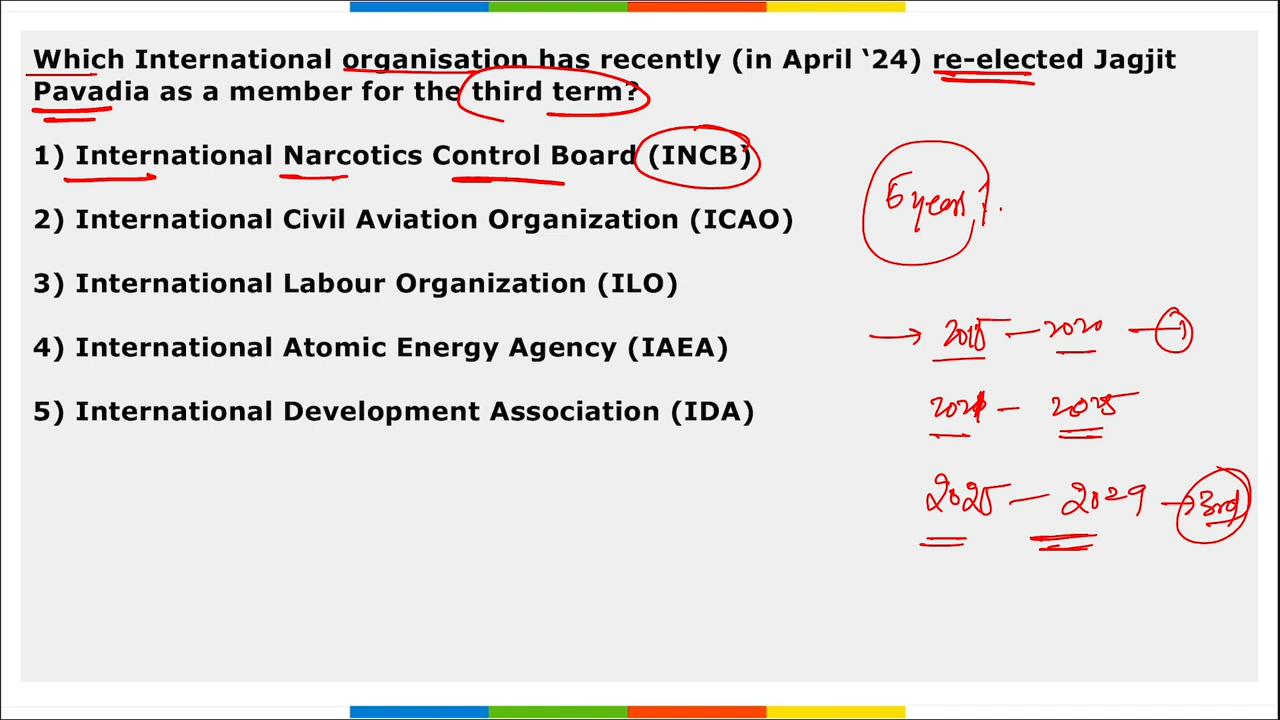 Which International organisation has recently (in April ‘24) re-elected Jagjit
Pavadia as a member for the third term?
1) International Narcotics Control Board (INCB)
5 years
2) International Civil Aviation Organization (ICAO)
3) International Labour Organization (ILO)
2015 — 2020
4) International Atomic Energy Agency (IAEA)
5) International Development Association (IDA)
2021 — 2025
2025 — 2029 → 3rd